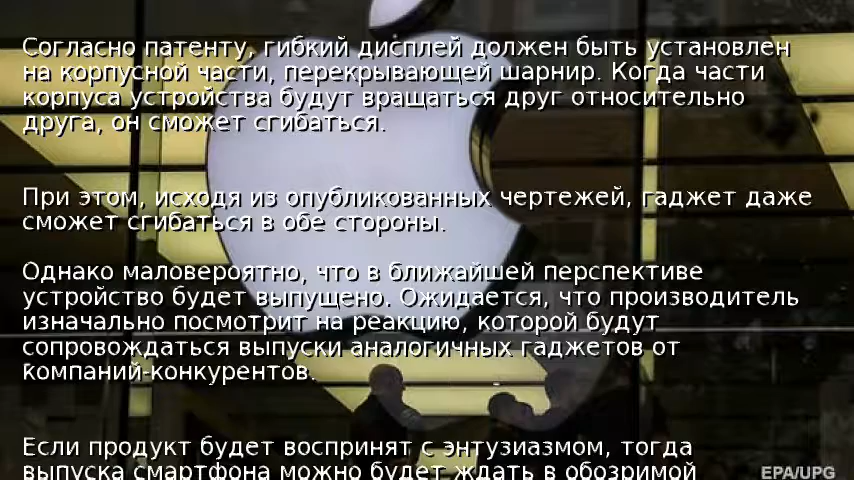 Согласно патенту, гибкий дисплей должен быть установлен
на корпусной части, перекрывающей шарнир. Когда части
корпуса устройства будут вращаться друг относительно
друга, он сможет сгибаться.
При этом, исходя из опубликованных чертежей, гаджет даже
сможет сгибаться в обе стороны.
Однако маловероятно, что в ближайшей перспективе
устройство будет выпущено. Ожидается, что производитель
изначально посмотрит на реакцию, которой будут
сопровождаться выпуски аналогичных гаджетов от
компаний-конкурентов.
Если продукт будет воспринят с энтузиазмом, тогда
выпуска смартфона можно будет ждать в обозримой
EPA/UPG